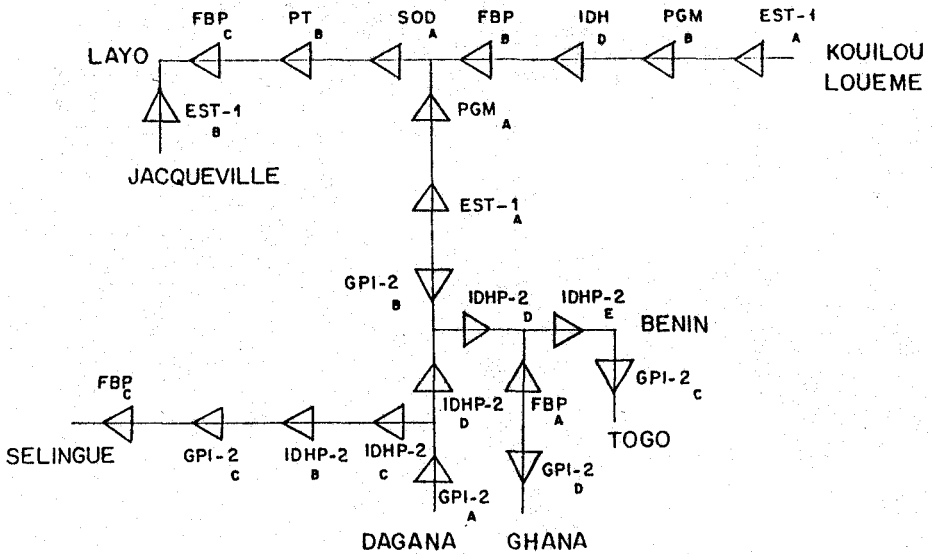 FBP C PT B SOD A FBP B IDH D PGM B EST-1 A
LAYO
KOUILOU
LOUEME
EST-1 B
PGM A
JACQUEVILLE
EST-1 A
GPI-2 B
IDHP-2 D IDHP-2 E
BENIN
FBP C
GPI-2 C
IDHP-2 D
FBP A
TOGO
SELINGUE
GPI-2 C IDHP-2 B IDHP-2 C
GPI-2 D
GPI-2 A
DAGANA GHANA